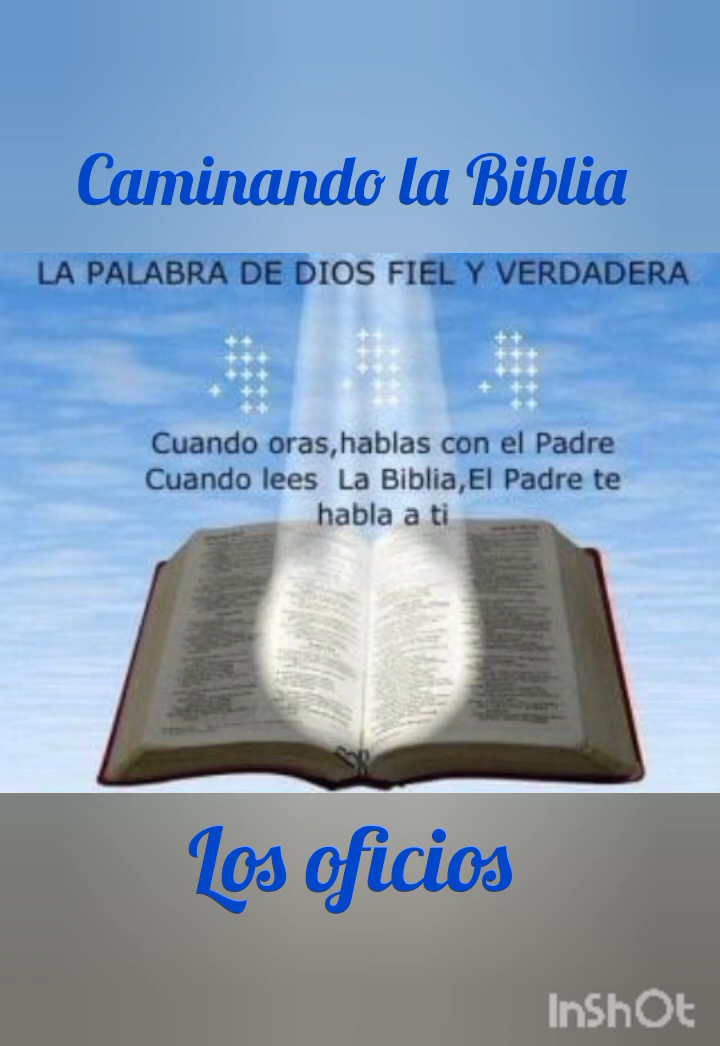 Caminando la Biblia
LA PALABRA DE DIOS FIEL Y VERDADERA
Cuando oras,hablas con el Padre
Cuando lees La Biblia,El Padre te
habla a ti
Los oficios
InShOt